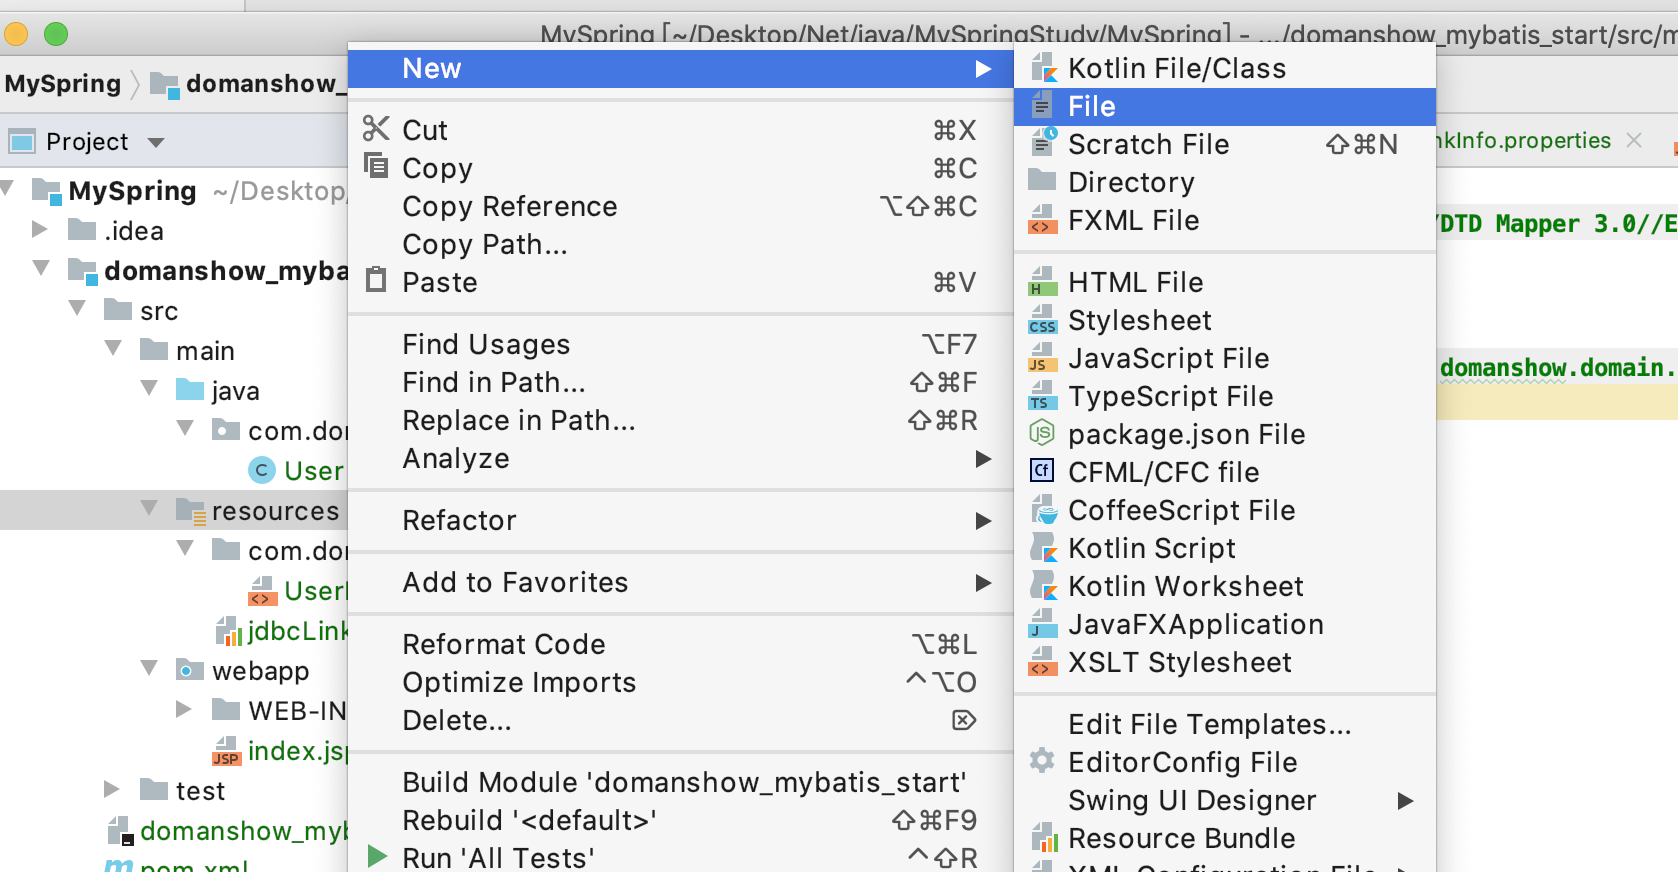 MySpring [~/Desktop/Net/java/MySpringStudy/MySpring] - .../domanshow_mybatis_start/src/m
MySpring
domanshow_
Project
MySpring ~/Desktop/
.idea
domanshow_myba
src
main
java
com.do
User
resources
com.do
User
jdbcLink
webapp
WEB-IN
index.jsp
test
domanshow_myb
pom.xml
New
Cut ⌘X
Copy ⌘C
Copy Reference ⌥⇧⌘C
Copy Path...
Paste ⌘V
Find Usages ⌥F7
Find in Path... ⇧⌘F
Replace in Path... ⇧⌘R
Analyze
Refactor
Add to Favorites
Reformat Code ⌥⌘L
Optimize Imports ^⌥O
Delete... ⌦
Build Module 'domanshow_mybatis_start'
Rebuild '<default>' ⇧⌘F9
Run 'All Tests' ^⇧R
Kotlin File/Class
File
Scratch File ⇧⌘N
Directory
FXML File
HTML File
Stylesheet
JavaScript File
TypeScript File
package.json File
CFML/CFC file
CoffeeScript File
Kotlin Script
Kotlin Worksheet
JavaFXApplication
XSLT Stylesheet
Edit File Templates...
EditorConfig File
Swing UI Designer
Resource Bundle
XML Configuration File
nkInfo.properties
/DTD Mapper 3.0//E
domanshow.domain.